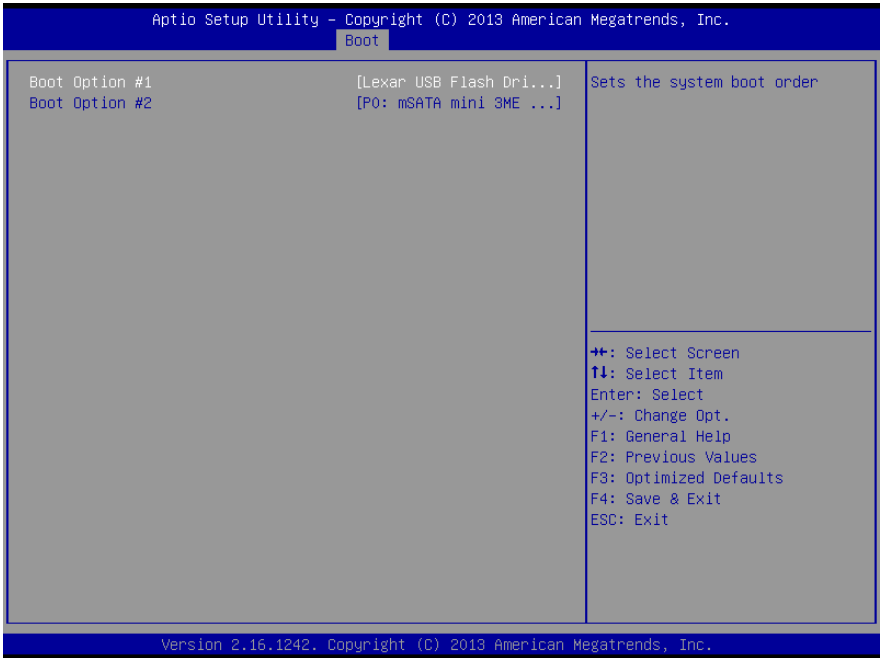 Aptio Setup Utility – Copyright (C) 2013 American Megatrends, Inc.
Boot
Boot Option #1 [Lexar USB Flash Dri...]
Boot Option #2 [P0: mSATA mini 3ME ...]
Sets the system boot order
→←: Select Screen
↑↓: Select Item
Enter: Select
+/-: Change Opt.
F1: General Help
F2: Previous Values
F3: Optimized Defaults
F4: Save & Exit
ESC: Exit
Version 2.16.1242. Copyright (C) 2013 American Megatrends, Inc.